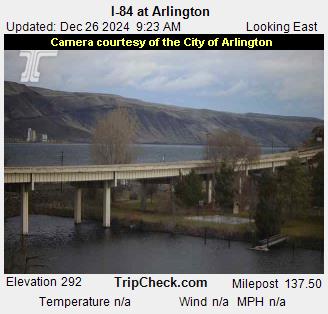 I-84 at Arlington
Updated: Dec 26 2024 9:23 AM Looking East
Camera courtesy of the City of Arlington
Elevation 292 TripCheck.com Milepost 137.50
Temperature n/a Wind n/a MPH n/a